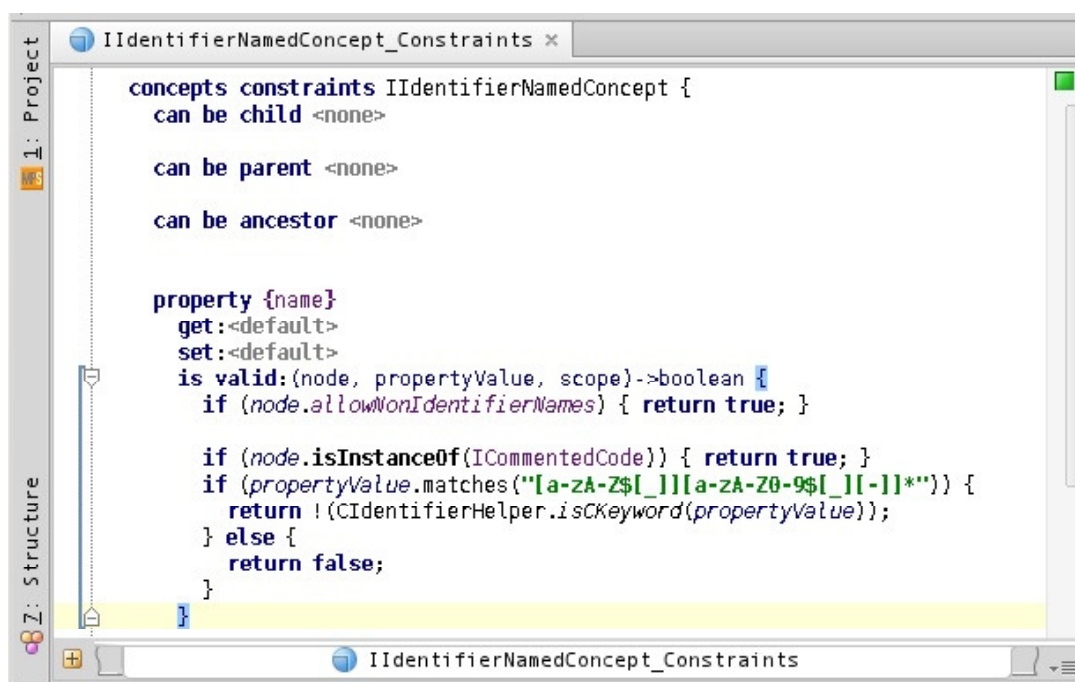 IIdentifierNamedConcept_Constraints ×
1: Project
MPS
concepts constraints IIdentifierNamedConcept {
can be child <none>
can be parent <none>
can be ancestor <none>
property {name}
get:<default>
set:<default>
is valid:(node, propertyValue, scope)->boolean {
if (node.allowNonIdentifierNames) { return true; }
if (node.isInstanceOf(ICommentedCode)) { return true; }
if (propertyValue.matches("[a-zA-Z$[_]][a-zA-Z0-9$[_][-]]*")) {
return !(CIdentifierHelper.isCKeyword(propertyValue));
} else {
return false;
}
}
7: Structure
IIdentifierNamedConcept_Constraints